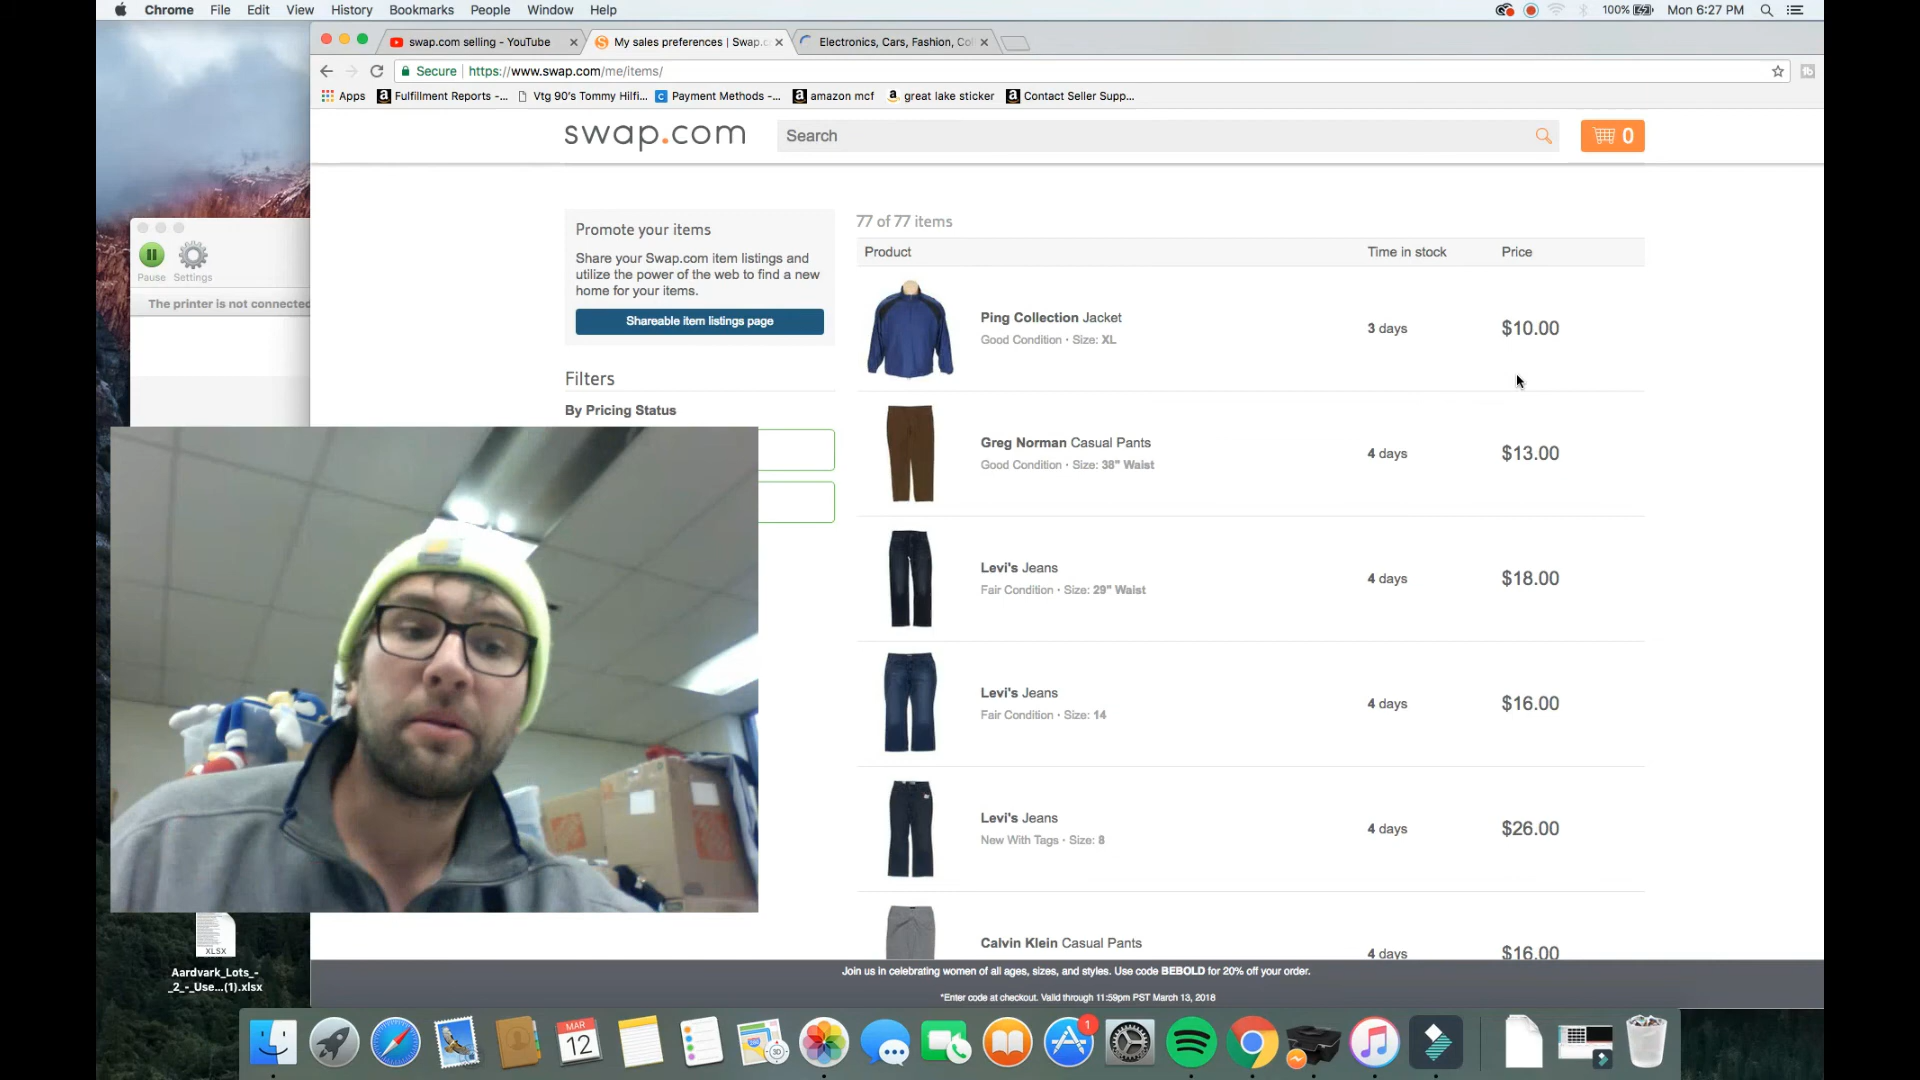 Chrome File Edit View History Bookmarks People Window Help 100% Mon 6:27 PM
swap.com selling - YouTube My sales preferences | Swap.c Electronics, Cars, Fashion, Co
Secure https://www.swap.com/me/items/
Apps Fulfillment Reports -... Vtg 90's Tommy Hilfi... Payment Methods -... amazon mcf great lake sticker Contact Seller Supp...
swap.com Search 0
Promote your items
Share your Swap.com item listings and
utilize the power of the web to find a new
home for your items.
Shareable item listings page
Filters
By Pricing Status
77 of 77 items
Product Time in stock Price
Ping Collection Jacket
Good Condition • Size: XL
3 days $10.00
Greg Norman Casual Pants
Good Condition • Size: 38" Waist
4 days $13.00
Levi's Jeans
Fair Condition • Size: 29" Waist
4 days $18.00
Levi's Jeans
Fair Condition • Size: 14
4 days $16.00
Levi's Jeans
New With Tags • Size: 8
4 days $26.00
Calvin Klein Casual Pants
4 days $16.00
Join us in celebrating women of all ages, sizes, and styles. Use code BEBOLD for 20% off your order.
*Enter code at checkout. Valid through 11:59pm PST March 13, 2018
Pause Settings
The printer is not connected
XLSX
Aardvark_Lots_-
_2_-_Use...(1).xlsx
MAR
12
3D
1